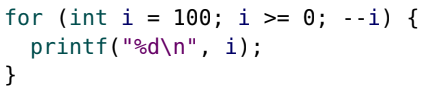 for (int i = 100; i >= 0; --i) {
  printf("%d\n", i);
}